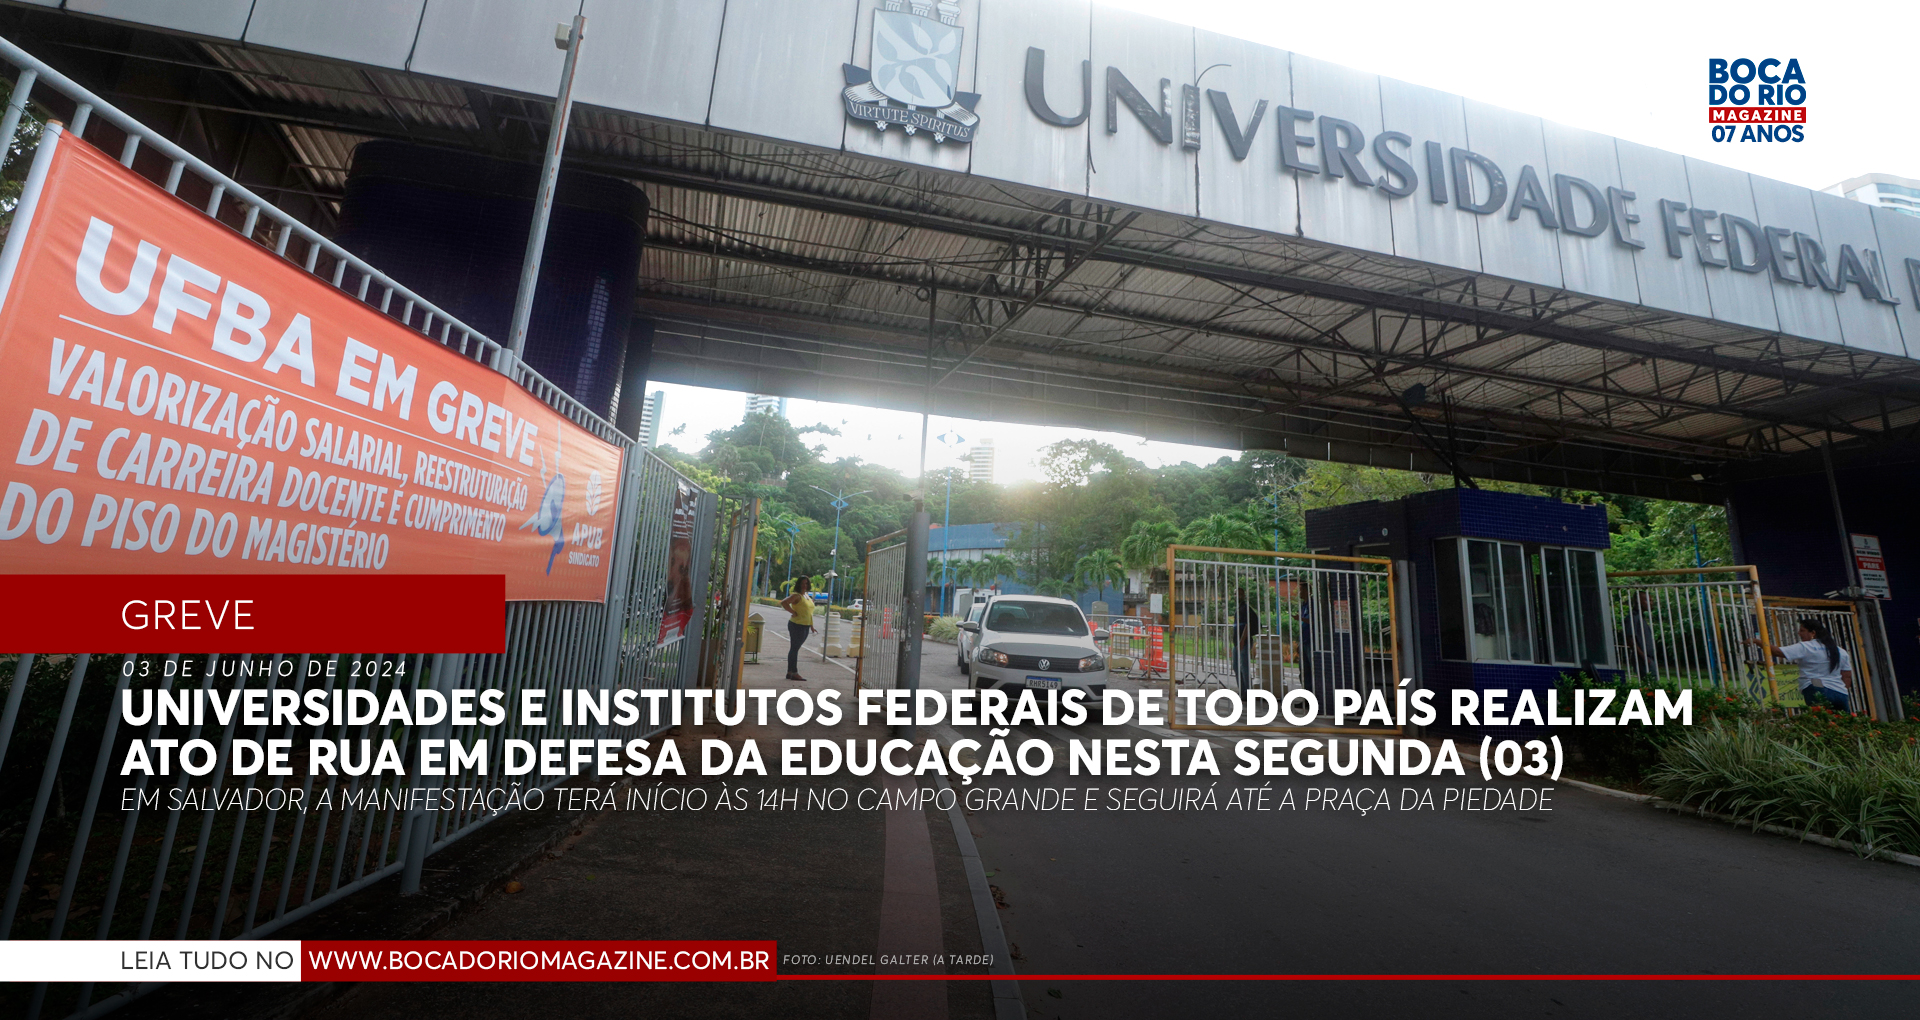 VIRTUTE SPIRITUS
UNIVERSIDADE FEDERAL
BOCA
DO RIO
MAGAZINE
07 ANOS
UFBA EM GREVE
VALORIZAÇÃO SALARIAL, REESTRUTURAÇÃO
DE CARREIRA DOCENTE E CUMPRIMENTO
DO PISO DO MAGISTÉRIO
APUB
SINDICATO
GREVE
03 DE JUNHO DE 2024
UNIVERSIDADES E INSTITUTOS FEDERAIS DE TODO PAÍS REALIZAM
ATO DE RUA EM DEFESA DA EDUCAÇÃO NESTA SEGUNDA (03)
EM SALVADOR, A MANIFESTAÇÃO TERÁ INÍCIO ÀS 14H NO CAMPO GRANDE E SEGUIRÁ ATÉ A PRAÇA DA PIEDADE
LEIA TUDO NO WWW.BOCADORIOMAGAZINE.COM.BR FOTO: UENDEL GALTER (A TARDE)